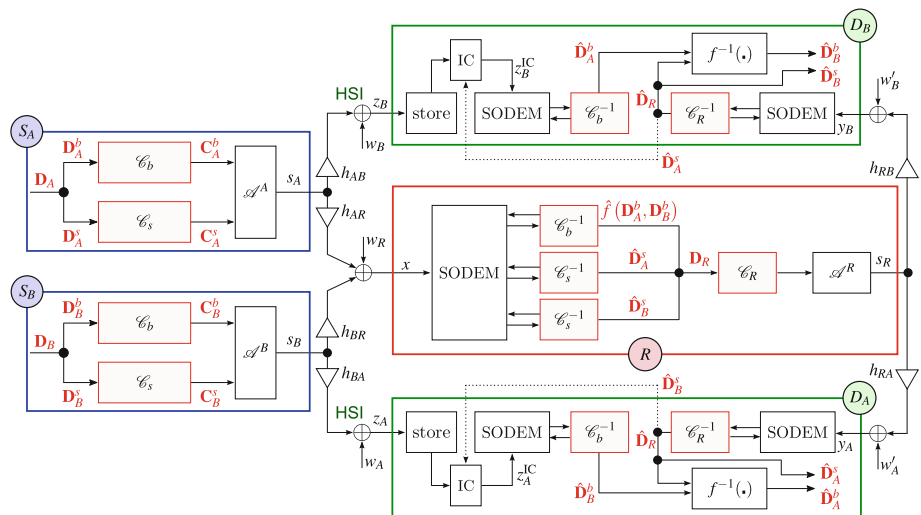 D_B
D̂_A^b f⁻¹(.) D̂_B^b
IC z_B^IC D̂_B^s
HSI z_B store SODEM 𝒞_b⁻¹ D̂_R 𝒞_R⁻¹ SODEM y_B w'_B
w_B D̂_A^s
S_A
D_A D_A^b 𝒞_b C_A^b 𝒜^A s_A h_AB h_RB
D_A^s 𝒞_s C_A^s h_AR
w_R x SODEM 𝒞_b⁻¹ f̂ (D_A^b, D_B^b)
𝒞_s⁻¹ D̂_A^s D_R 𝒞_R 𝒜^R s_R
𝒞_s⁻¹ D̂_B^s
R
S_B
D_B D_B^b 𝒞_b C_B^b 𝒜^B s_B h_BR
D_B^s 𝒞_s C_B^s h_BA h_RA
D̂_B^s D_A
HSI z_A store SODEM 𝒞_b⁻¹ D̂_R 𝒞_R⁻¹ SODEM y_A
w_A IC z_A^IC w'_A
D̂_B^b f⁻¹(.) D̂_A^s
D̂_A^b